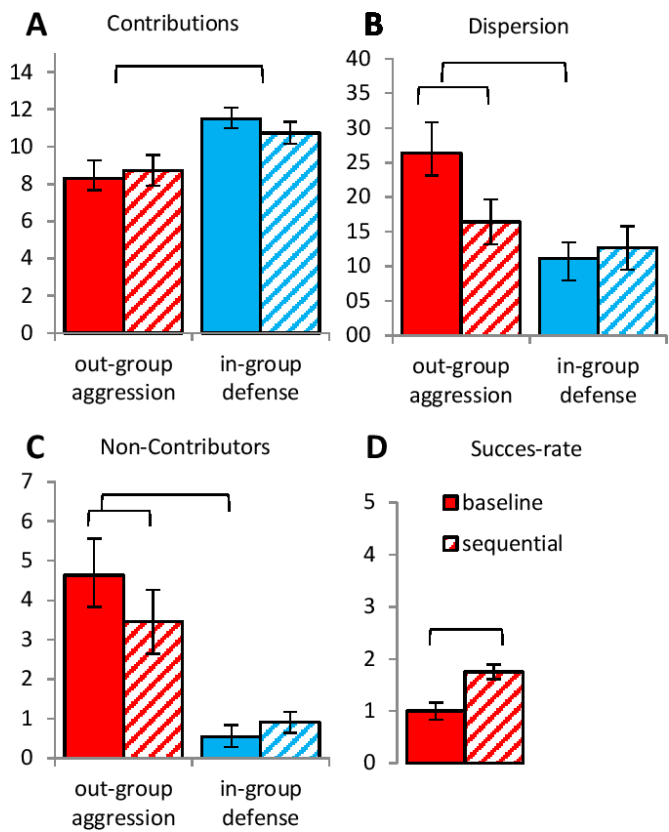 A Contributions
14
12
10
8
6
4
2
0
out-group in-group
aggression defense
B Dispersion
40
35
30
25
20
15
10
05
00
out-group in-group
aggression defense
C Non-Contributors
7
6
5
4
3
2
1
0
out-group in-group
aggression defense
D Succes-rate
5
4
3
2
1
0
baseline
sequential